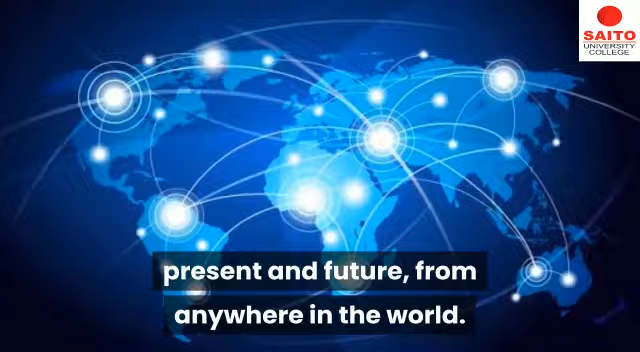 SAITO
UNIVERSITY
COLLEGE
present and future, from
anywhere in the world.